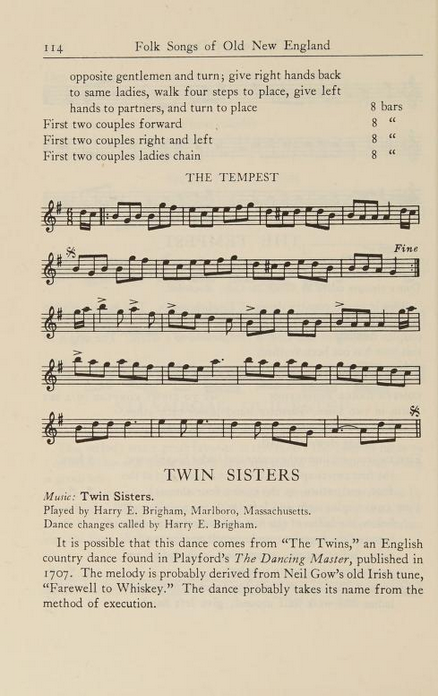 114 Folk Songs of Old New England
opposite gentlemen and turn; give right hands back
to same ladies, walk four steps to place, give left
hands to partners, and turn to place 8 bars
First two couples forward 8 “
First two couples right and left 8 “
First two couples ladies chain 8 “
THE TEMPEST
Fine
TWIN SISTERS
Music: Twin Sisters.
Played by Harry E. Brigham, Marlboro, Massachusetts.
Dance changes called by Harry E. Brigham.
It is possible that this dance comes from “The Twins,” an English
country dance found in Playford’s The Dancing Master, published in
1707. The melody is probably derived from Neil Gow’s old Irish tune,
“Farewell to Whiskey.” The dance probably takes its name from the
method of execution.